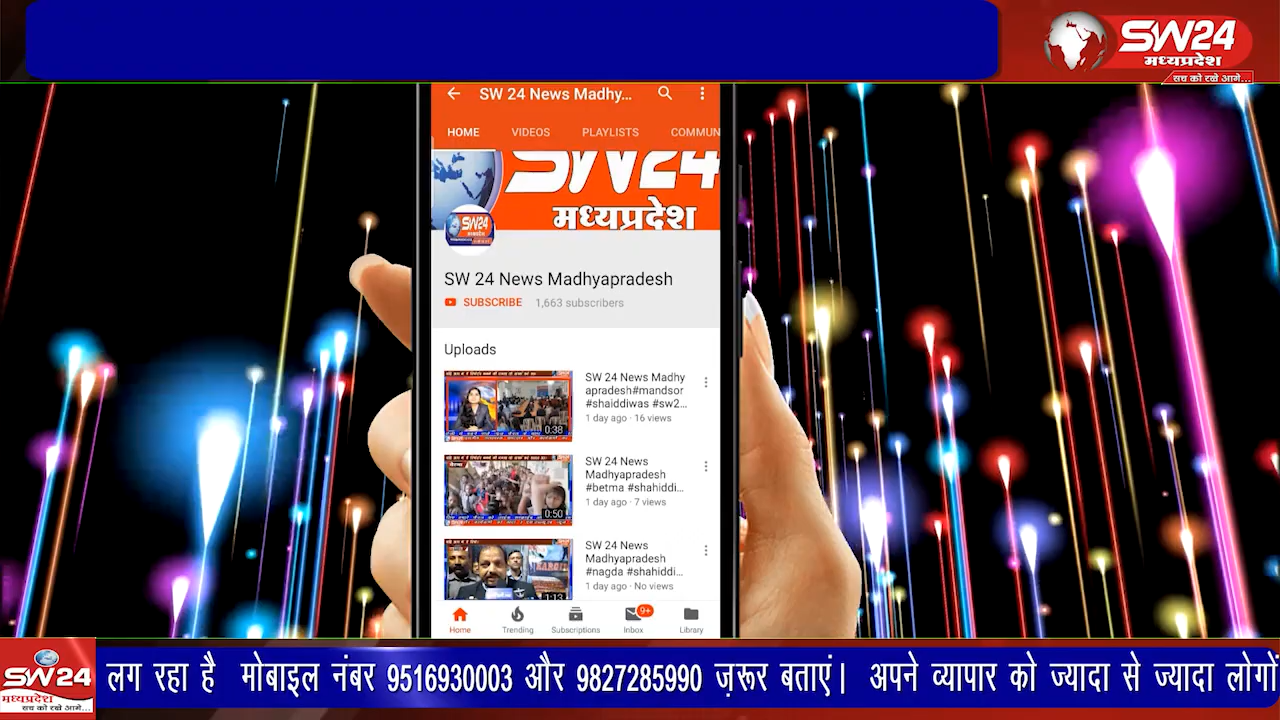 SW24
मध्यप्रदेश
सच को रखे आगे...
SW 24 News Madhy...
HOME VIDEOS PLAYLISTS COMMUN
SW24
मध्यप्रदेश
SW24
SW 24 News Madhyapradesh
SUBSCRIBE 1,663 subscribers
Uploads
SW 24 News Madhy
apradesh#mandsor
#shaiddiwas #sw2...
1 day ago · 16 views
0:38
SW 24 News
Madhyapradesh
#betma #shahiddi...
1 day ago · 7 views
0:50
SW 24 News
Madhyapradesh
#nagda #shahiddi...
1 day ago · No views
1:13
9+
Home Trending Subscriptions Inbox Library
SW24
मध्यप्रदेश
सच को रखे आगे...
लग रहा है मोबाइल नंबर 9516930003 और 9827285990 ज़रूर बताएं। अपने व्यापार को ज्यादा से ज्यादा लोगों